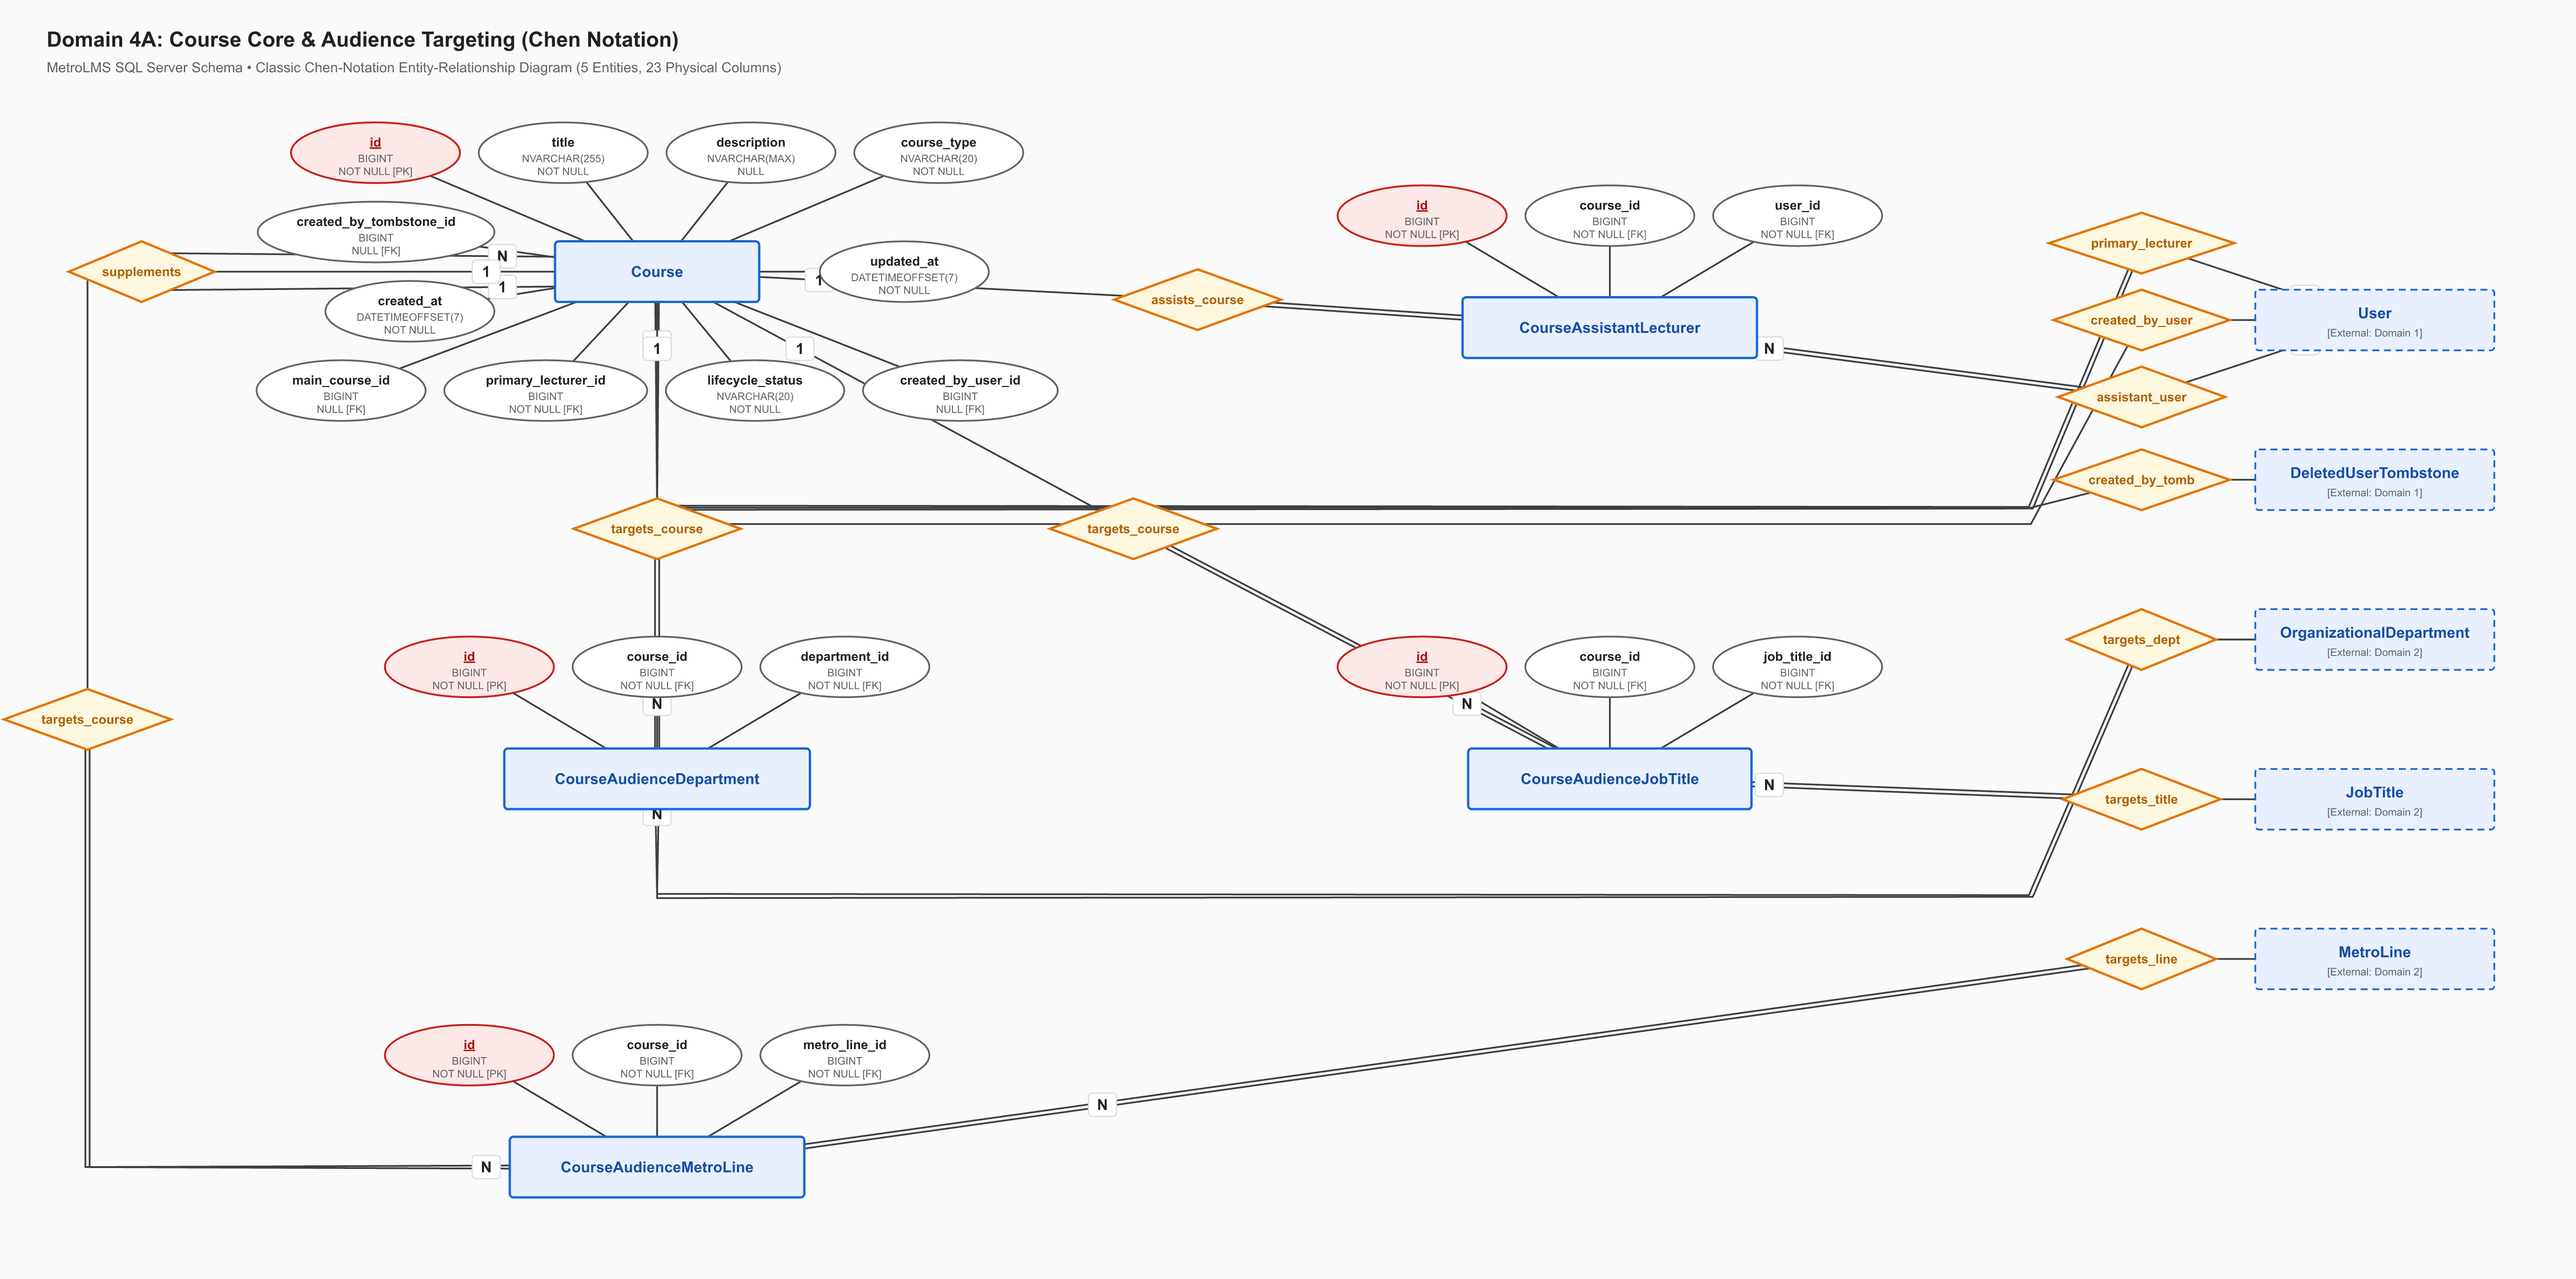 Domain 4A: Course Core & Audience Targeting (Chen Notation)
MetroLMS SQL Server Schema • Classic Chen-Notation Entity-Relationship Diagram (5 Entities, 23 Physical Columns)
id
BIGINT
NOT NULL [PK]
title
NVARCHAR(255)
NOT NULL
description
NVARCHAR(MAX)
NULL
course_type
NVARCHAR(20)
NOT NULL
created_by_tombstone_id
BIGINT
NULL [FK]
supplements
N
1
1
Course
1
updated_at
DATETIMEOFFSET(7)
NOT NULL
created_at
DATETIMEOFFSET(7)
NOT NULL
main_course_id
BIGINT
NULL [FK]
primary_lecturer_id
BIGINT
NOT NULL [FK]
1
lifecycle_status
NVARCHAR(20)
NOT NULL
1
created_by_user_id
BIGINT
NULL [FK]
assists_course
id
BIGINT
NOT NULL [PK]
course_id
BIGINT
NOT NULL [FK]
user_id
BIGINT
NOT NULL [FK]
CourseAssistantLecturer
N
primary_lecturer
created_by_user
User
[External: Domain 1]
assistant_user
created_by_tomb
DeletedUserTombstone
[External: Domain 1]
targets_course
targets_course
id
BIGINT
NOT NULL [PK]
course_id
BIGINT
NOT NULL [FK]
department_id
BIGINT
NOT NULL [FK]
N
CourseAudienceDepartment
N
id
BIGINT
NOT NULL [PK]
course_id
BIGINT
NOT NULL [FK]
job_title_id
BIGINT
NOT NULL [FK]
N
CourseAudienceJobTitle
N
targets_dept
OrganizationalDepartment
[External: Domain 2]
targets_title
JobTitle
[External: Domain 2]
targets_course
targets_line
MetroLine
[External: Domain 2]
id
BIGINT
NOT NULL [PK]
course_id
BIGINT
NOT NULL [FK]
metro_line_id
BIGINT
NOT NULL [FK]
N
N
CourseAudienceMetroLine